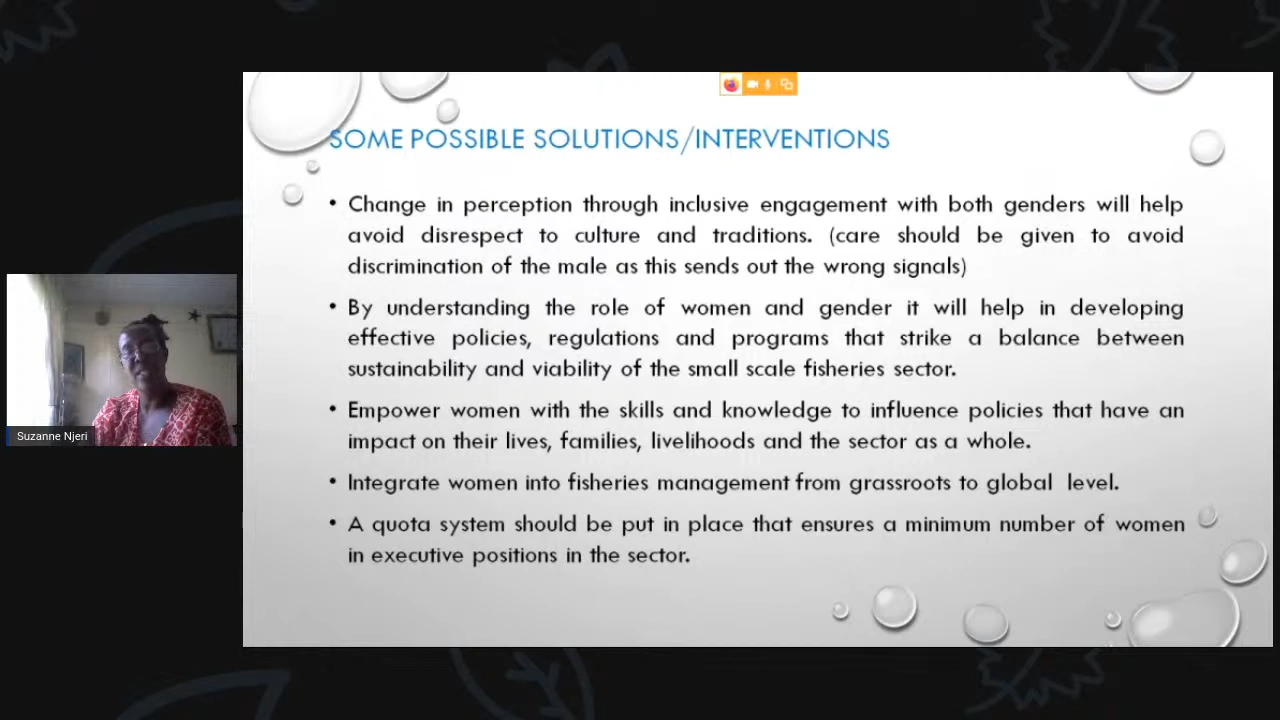 SOME POSSIBLE SOLUTIONS/INTERVENTIONS
• Change in perception through inclusive engagement with both genders will help
avoid disrespect to culture and traditions. (care should be given to avoid
discrimination of the male as this sends out the wrong signals)
• By understanding the role of women and gender it will help in developing
effective policies, regulations and programs that strike a balance between
sustainability and viability of the small scale fisheries sector.
• Empower women with the skills and knowledge to influence policies that have an
impact on their lives, families, livelihoods and the sector as a whole.
• Integrate women into fisheries management from grassroots to global level.
• A quota system should be put in place that ensures a minimum number of women
in executive positions in the sector.
Suzanne Njeri